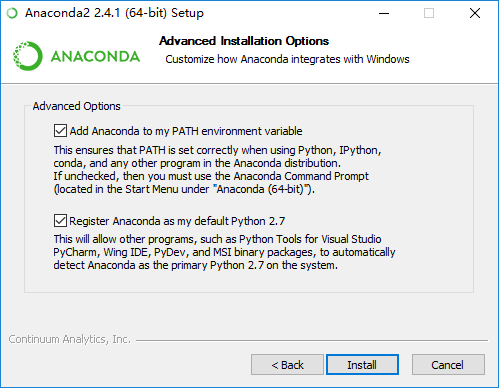 Anaconda2 2.4.1 (64-bit) Setup
ANACONDA
Advanced Installation Options
Customize how Anaconda integrates with Windows
Advanced Options
Add Anaconda to my PATH environment variable
This ensures that PATH is set correctly when using Python, IPython,
conda, and any other program in the Anaconda distribution.
If unchecked, then you must use the Anaconda Command Prompt
(located in the Start Menu under "Anaconda (64-bit)").
Register Anaconda as my default Python 2.7
This will allow other programs, such as Python Tools for Visual Studio
PyCharm, Wing IDE, PyDev, and MSI binary packages, to automatically
detect Anaconda as the primary Python 2.7 on the system.
Continuum Analytics, Inc.
< Back
Install
Cancel